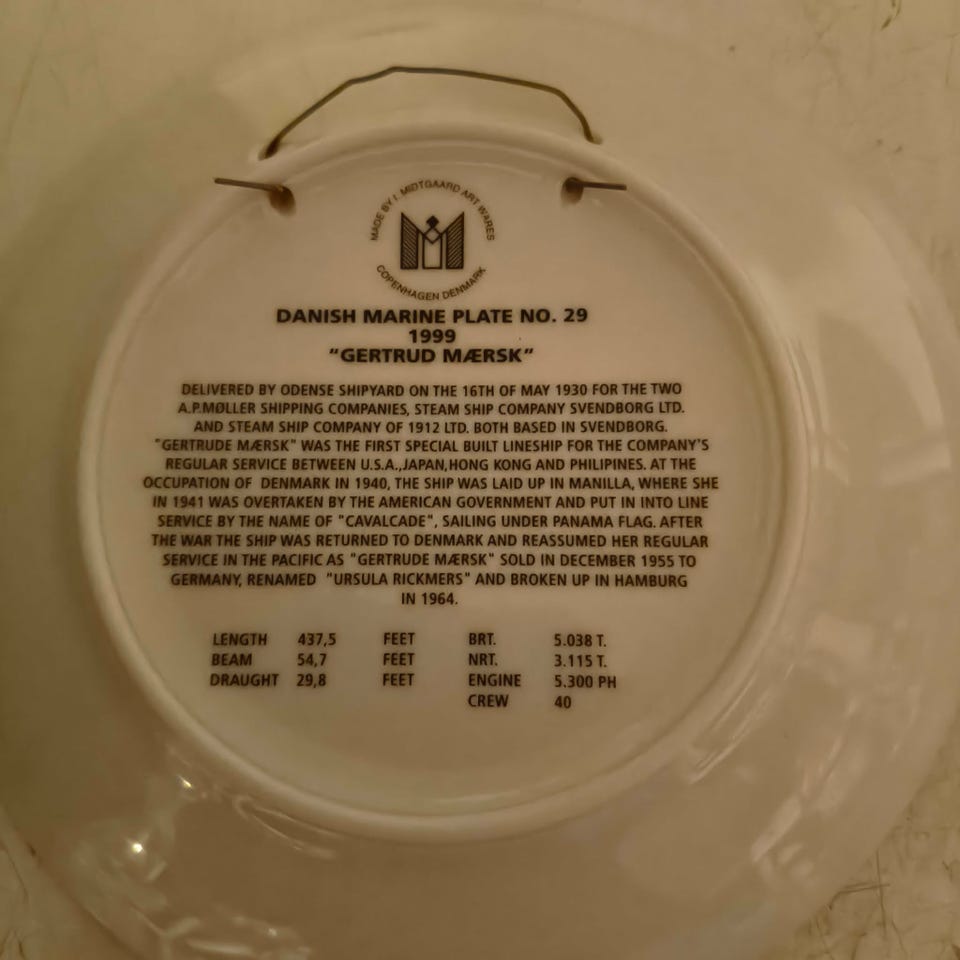 MADE BY I. MIDTGAARD ART WARES
COPENHAGEN DENMARK
DANISH MARINE PLATE NO. 29
1999
"GERTRUD MÆRSK"
DELIVERED BY ODENSE SHIPYARD ON THE 16TH OF MAY 1930 FOR THE TWO
A.P.MØLLER SHIPPING COMPANIES, STEAM SHIP COMPANY SVENDBORG LTD.
AND STEAM SHIP COMPANY OF 1912 LTD. BOTH BASED IN SVENDBORG.
"GERTRUDE MÆRSK" WAS THE FIRST SPECIAL BUILT LINESHIP FOR THE COMPANY'S
REGULAR SERVICE BETWEEN U.S.A.,JAPAN,HONG KONG AND PHILIPINES. AT THE
OCCUPATION OF DENMARK IN 1940, THE SHIP WAS LAID UP IN MANILLA, WHERE SHE
IN 1941 WAS OVERTAKEN BY THE AMERICAN GOVERNMENT AND PUT IN INTO LINE
SERVICE BY THE NAME OF "CAVALCADE", SAILING UNDER PANAMA FLAG. AFTER
THE WAR THE SHIP WAS RETURNED TO DENMARK AND REASSUMED HER REGULAR
SERVICE IN THE PACIFIC AS "GERTRUDE MÆRSK" SOLD IN DECEMBER 1955 TO
GERMANY, RENAMED "URSULA RICKMERS" AND BROKEN UP IN HAMBURG
IN 1964.
LENGTH 437,5 FEET BRT. 5.038 T.
BEAM 54,7 FEET NRT. 3.115 T.
DRAUGHT 29,8 FEET ENGINE 5.300 PH
CREW 40